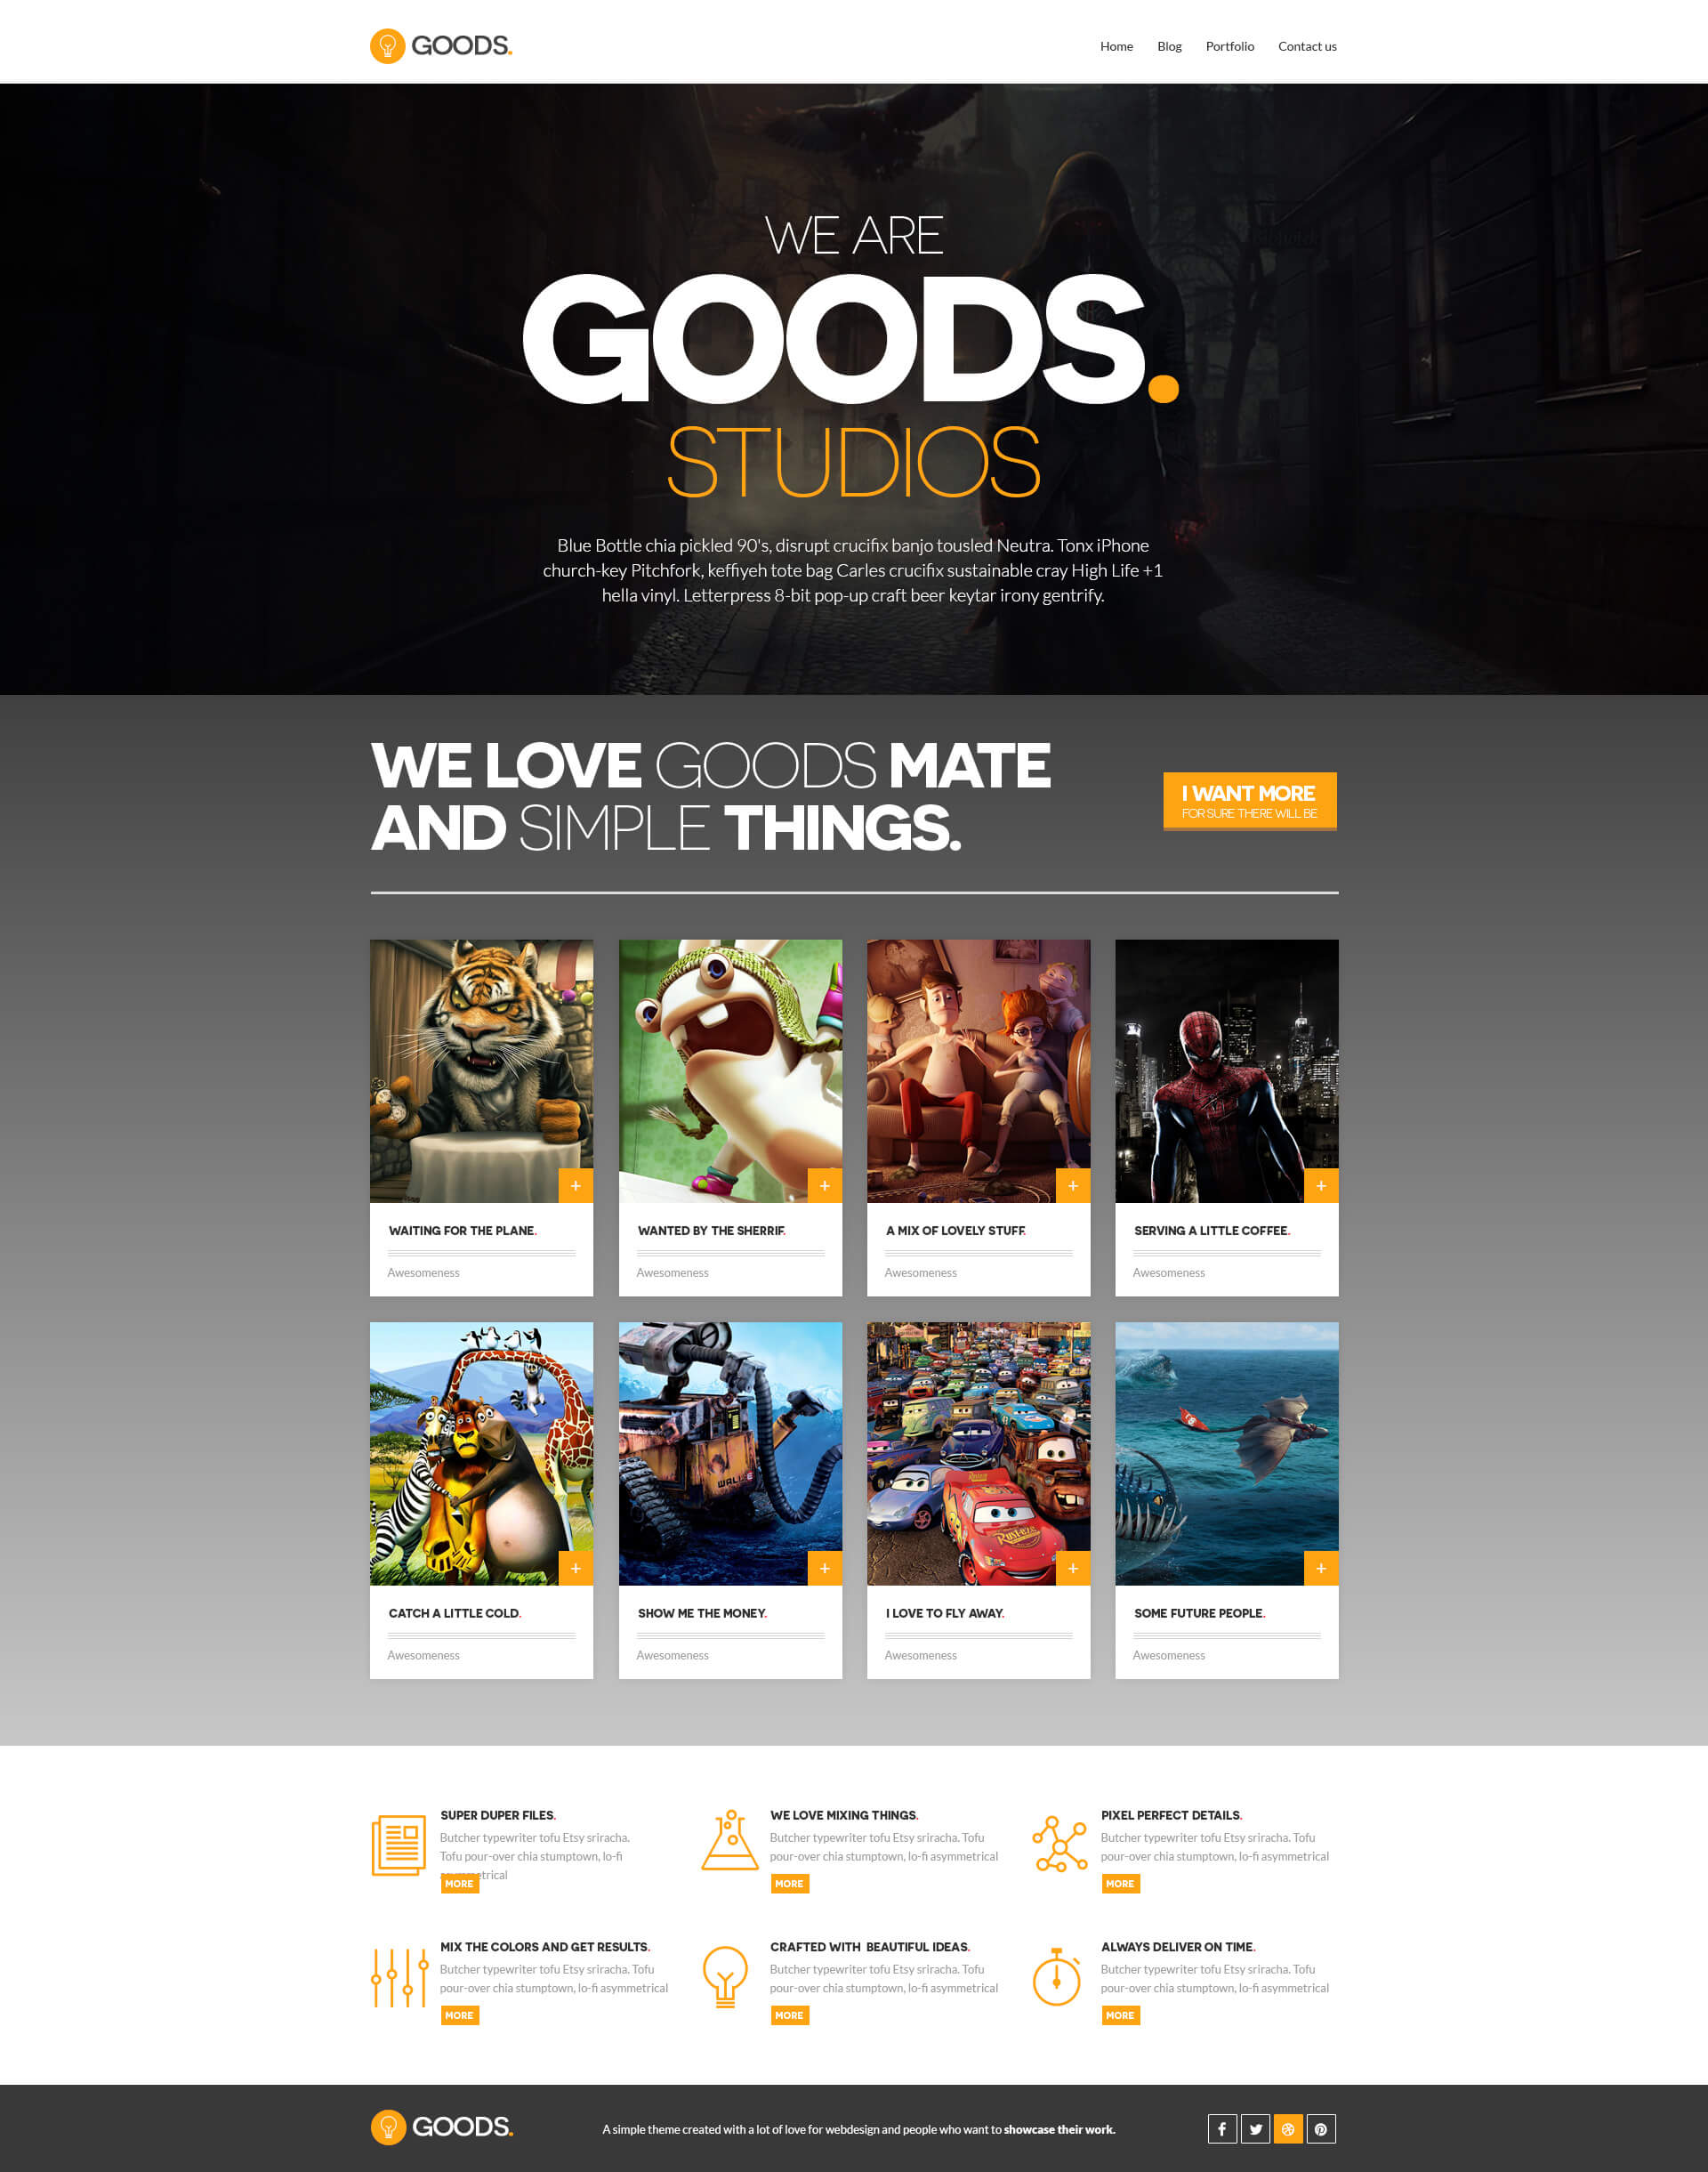 GOODS.
Home Blog Portfolio Contact us
WE ARE
GOODS.
STUDIOS
Blue Bottle chia pickled 90's, disrupt crucifix banjo tousled Neutra. Tonx iPhone
church-key Pitchfork, keffiyeh tote bag Carles crucifix sustainable cray High Life +1
hella vinyl. Letterpress 8-bit pop-up craft beer keytar irony gentrify.
WE LOVE GOODS MATE
AND SIMPLE THINGS.
I WANT MORE
FOR SURE THERE WILL BE
+
WAITING FOR THE PLANE.
Awesomeness
+
WANTED BY THE SHERRIF.
Awesomeness
+
A MIX OF LOVELY STUFF.
Awesomeness
+
SERVING A LITTLE COFFEE.
Awesomeness
+
CATCH A LITTLE COLD.
Awesomeness
+
SHOW ME THE MONEY.
Awesomeness
+
I LOVE TO FLY AWAY.
Awesomeness
+
SOME FUTURE PEOPLE.
Awesomeness
SUPER DUPER FILES.
Butcher typewriter tofu Etsy sriracha.
Tofu pour-over chia stumptown, lo-fi
asymmetrical
MORE
WE LOVE MIXING THINGS.
Butcher typewriter tofu Etsy sriracha. Tofu
pour-over chia stumptown, lo-fi asymmetrical
MORE
PIXEL PERFECT DETAILS.
Butcher typewriter tofu Etsy sriracha. Tofu
pour-over chia stumptown, lo-fi asymmetrical
MORE
MIX THE COLORS AND GET RESULTS.
Butcher typewriter tofu Etsy sriracha. Tofu
pour-over chia stumptown, lo-fi asymmetrical
MORE
CRAFTED WITH BEAUTIFUL IDEAS.
Butcher typewriter tofu Etsy sriracha. Tofu
pour-over chia stumptown, lo-fi asymmetrical
MORE
ALWAYS DELIVER ON TIME.
Butcher typewriter tofu Etsy sriracha. Tofu
pour-over chia stumptown, lo-fi asymmetrical
MORE
GOODS.
A simple theme created with a lot of love for webdesign and people who want to showcase their work.